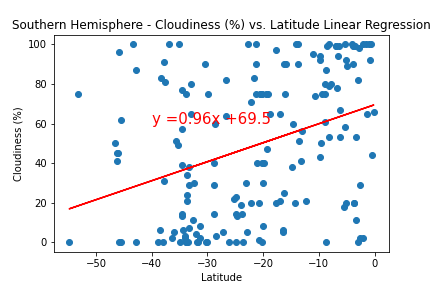 Southern Hemisphere - Cloudiness (%) vs. Latitude Linear Regression
100
80
y =0.96x +69.5
60
40
20
0
Cloudiness (%)
−50 −40 −30 −20 −10 0
Latitude